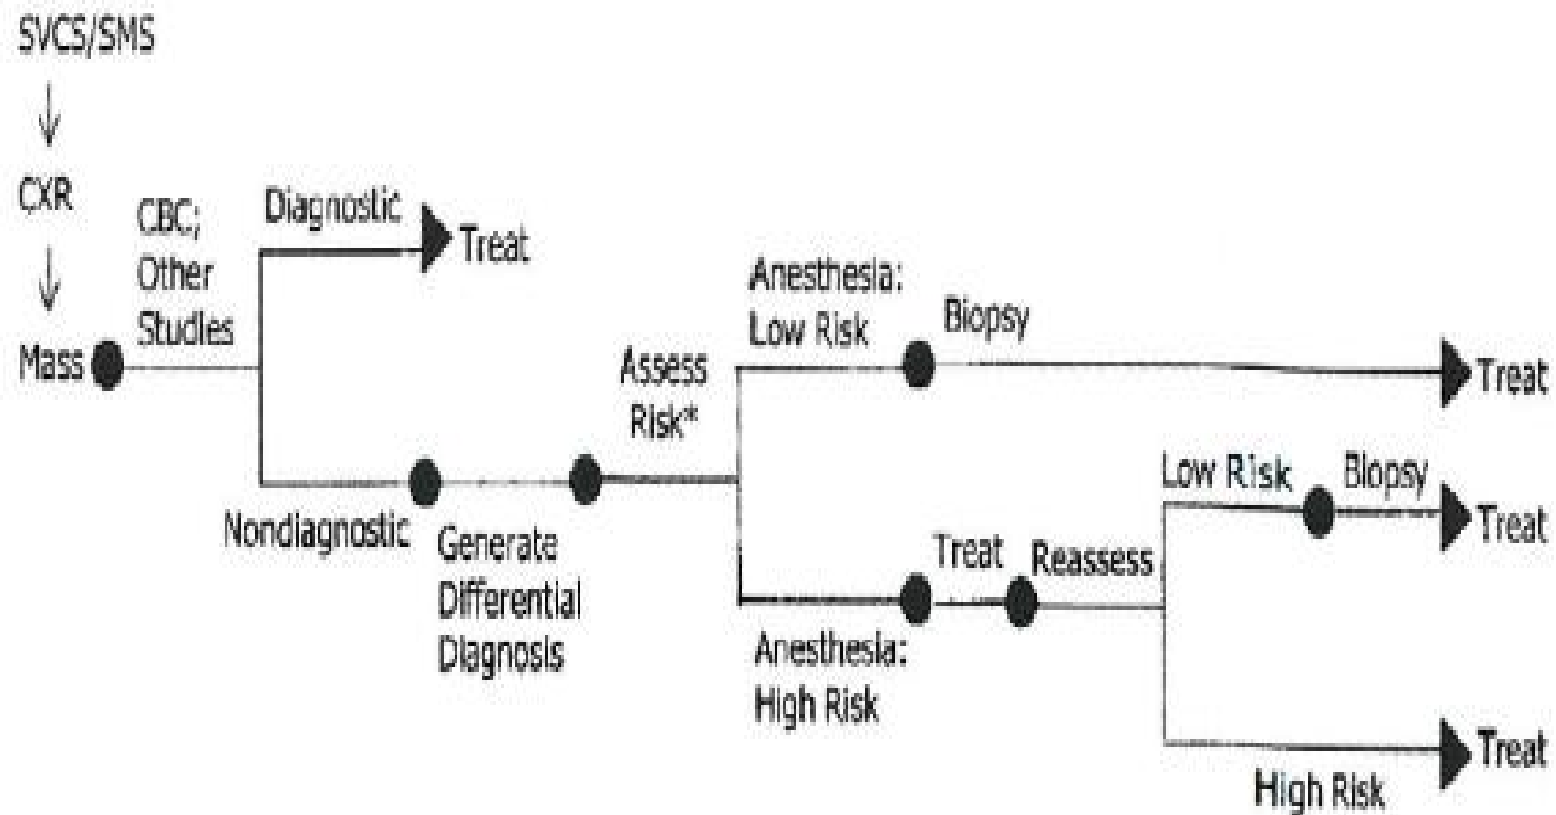 SVCS/SMS
CXR
Mass
CBC;
Other
Studies
Diagnostic
Treat
Nondiagnostic
Generate
Differential
Diagnosis
Assess
Risk*
Anesthesia:
Low Risk
Biopsy
Treat
Anesthesia:
High Risk
Treat
Reassess
Low Risk
Biopsy
Treat
High Risk
Treat